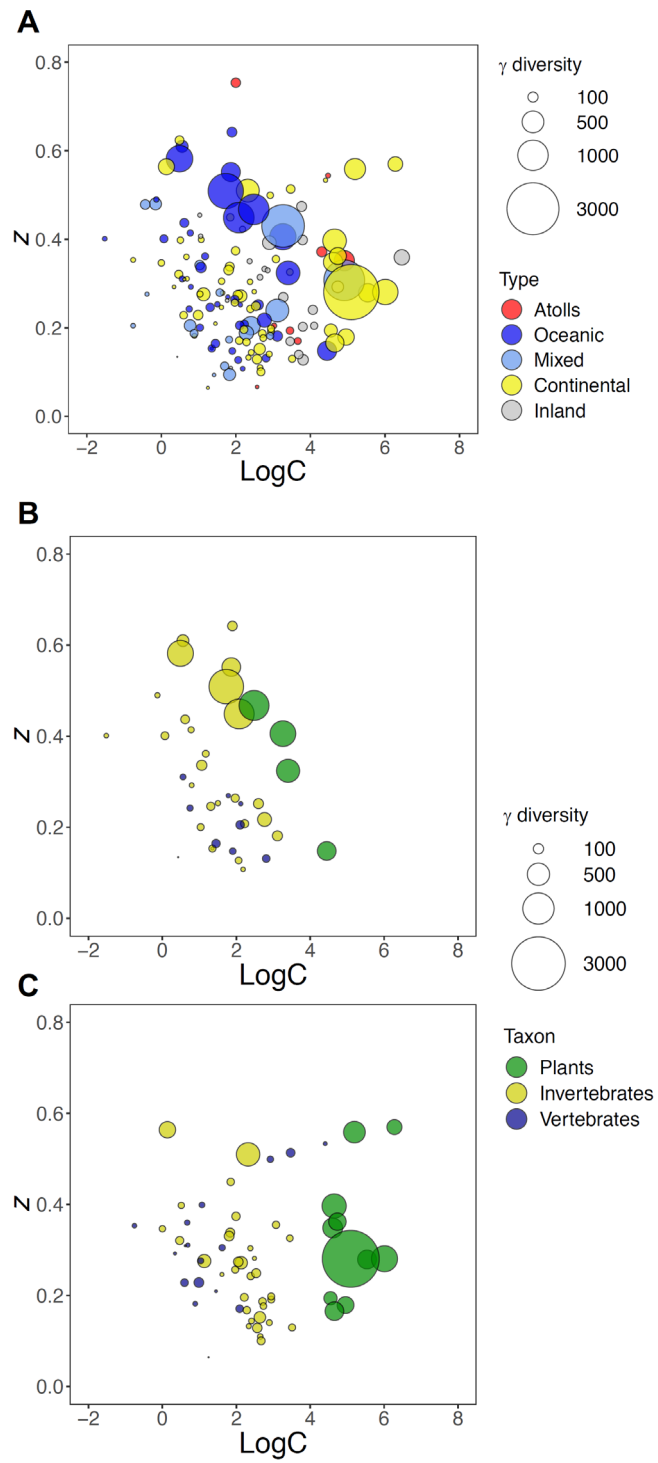 A
0.8
0.6
0.4
0.2
0.0
z
−2 0 2 4 6 8
LogC
γ diversity
100
500
1000
3000
Type
Atolls
Oceanic
Mixed
Continental
Inland
B
0.8
0.6
0.4
0.2
0.0
z
−2 0 2 4 6 8
LogC
γ diversity
100
500
1000
3000
C
0.8
0.6
0.4
0.2
0.0
z
−2 0 2 4 6 8
LogC
Taxon
Plants
Invertebrates
Vertebrates